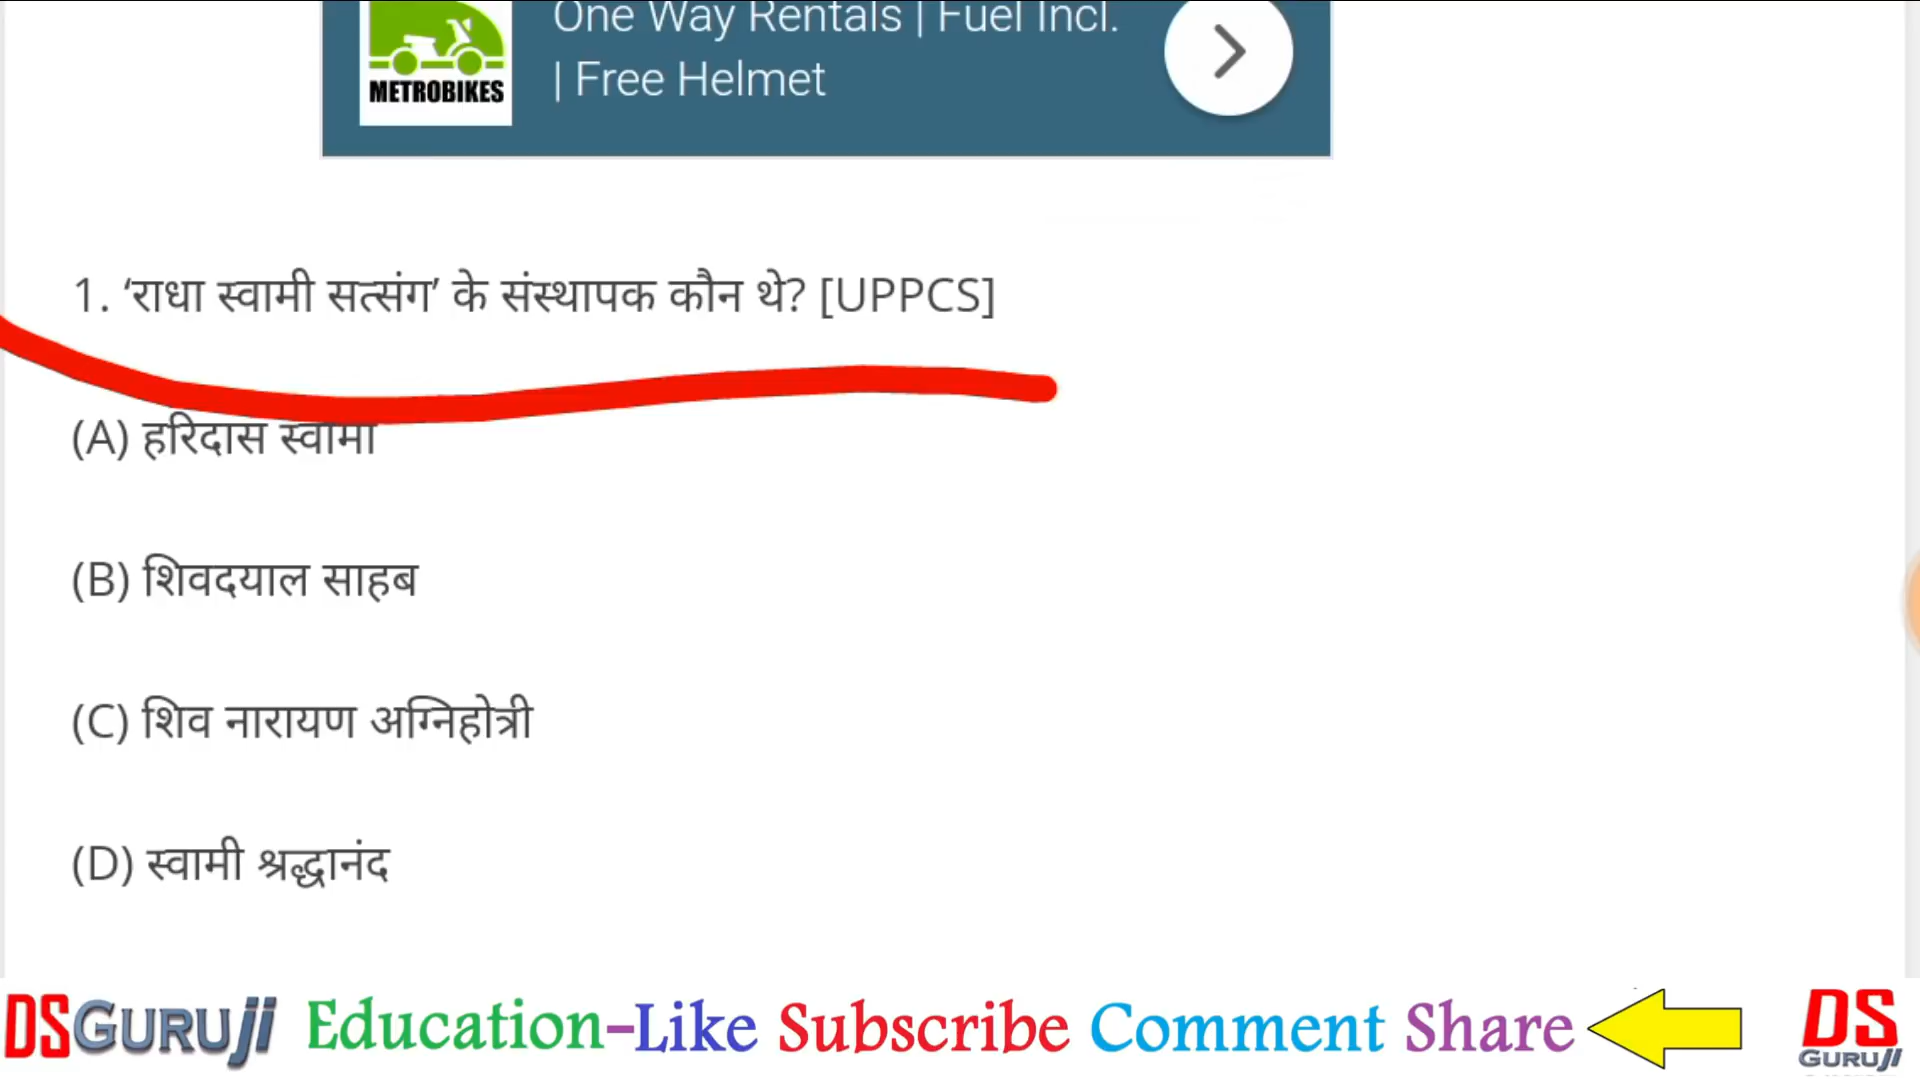 One Way Rentals | Fuel Incl.
| Free Helmet
METROBIKES
1. ‘राधा स्वामी सत्संग’ के संस्थापक कौन थे? [UPPCS]
(A) हरिदास स्वामी
(B) शिवदयाल साहब
(C) शिव नारायण अग्निहोत्री
(D) स्वामी श्रद्धानंद
DSGURUJI Education-Like Subscribe Comment Share DS
GURUJI